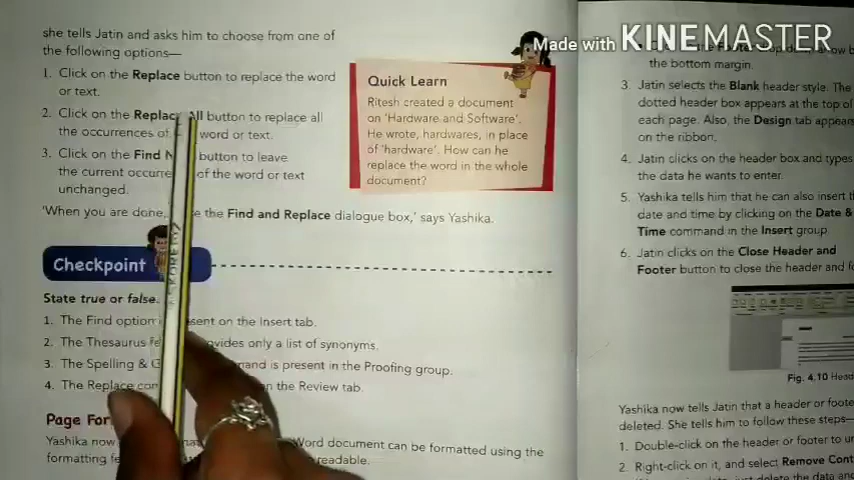 she tells Jatin and asks him to choose from one of
the following options—
1. Click on the Replace button to replace the word
or text.
2. Click on the Replace All button to replace all
the occurrences of word or text.
3. Click on the Find button to leave
the current of the word or text
unchanged.
'When you are done, the Find and Replace dialogue box,' says Yashika.
Quick Learn
Ritesh created a document
on 'Hardware and Software'.
He wrote, hardwares, in place
of 'hardware'. How can he
replace the word in the whole
document?
Checkpoint
State true or false.
1. The Find option on the Insert tab.
2. The Thesaurus provides only a list of synonyms.
3. The Spelling & is present in the Proofing group.
4. The Replace on the Review tab.
Page
Yashika now Word document can be formatted using the
formatting readable.
Made with KINEMASTER
the Footer
the bottom margin.
3. Jatin selects the Blank header style. The
dotted header box appears at the top of
each page. Also, the Design tab appears
on the ribbon.
4. Jatin clicks on the header box and types
the data he wants to enter.
5. Yashika tells him that he can also insert
date and time by clicking on the Date &
Time command in the Insert group
6. Jatin clicks on the Close Header and
Footer button to close the header and
Fig. 4.10
Yashika now tells Jatin that a header or
deleted. She tells him to follow these steps—
1. Double-click on the header or footer to
2. Right-click on it, and select Remove